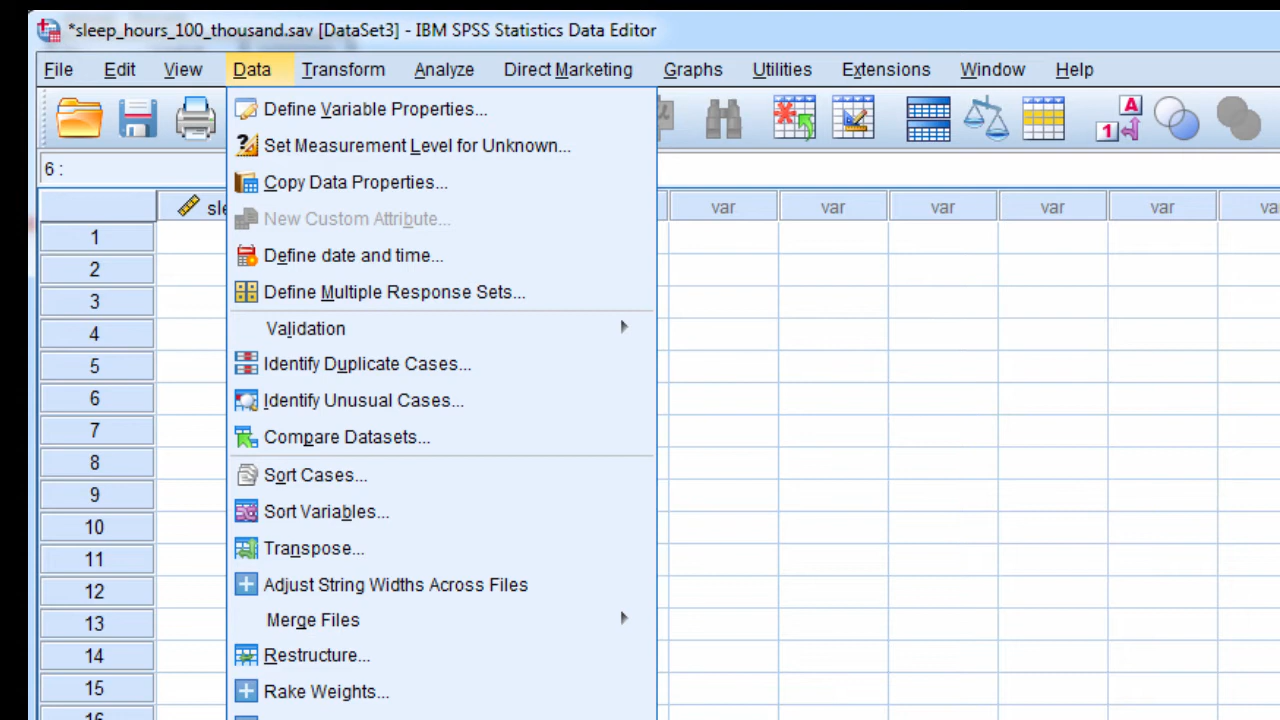 *sleep_hours_100_thousand.sav [DataSet3] - IBM SPSS Statistics Data Editor
File Edit View Data Transform Analyze Direct Marketing Graphs Utilities Extensions Window Help
Define Variable Properties...
Set Measurement Level for Unknown...
Copy Data Properties...
New Custom Attribute...
Define date and time...
Define Multiple Response Sets...
Validation
Identify Duplicate Cases...
Identify Unusual Cases...
Compare Datasets...
Sort Cases...
Sort Variables...
Transpose...
Adjust String Widths Across Files
Merge Files
Restructure...
Rake Weights...
A
1
6 :
sle var var var var var va
1
2
3
4
5
6
7
8
9
10
11
12
13
14
15
16